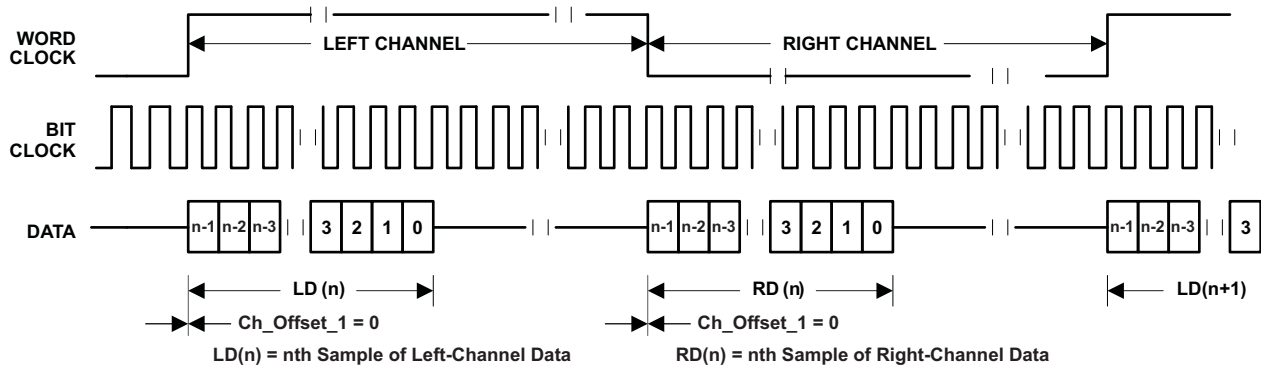 WORD
CLOCK
LEFT CHANNEL
RIGHT CHANNEL
BIT
CLOCK
DATA
n-1 n-2 n-3 3 2 1 0 n-1 n-2 n-3 3 2 1 0 n-1 n-2 n-3 3
LD (n) RD (n) LD(n+1)
Ch_Offset_1 = 0 Ch_Offset_1 = 0
LD(n) = nth Sample of Left-Channel Data RD(n) = nth Sample of Right-Channel Data